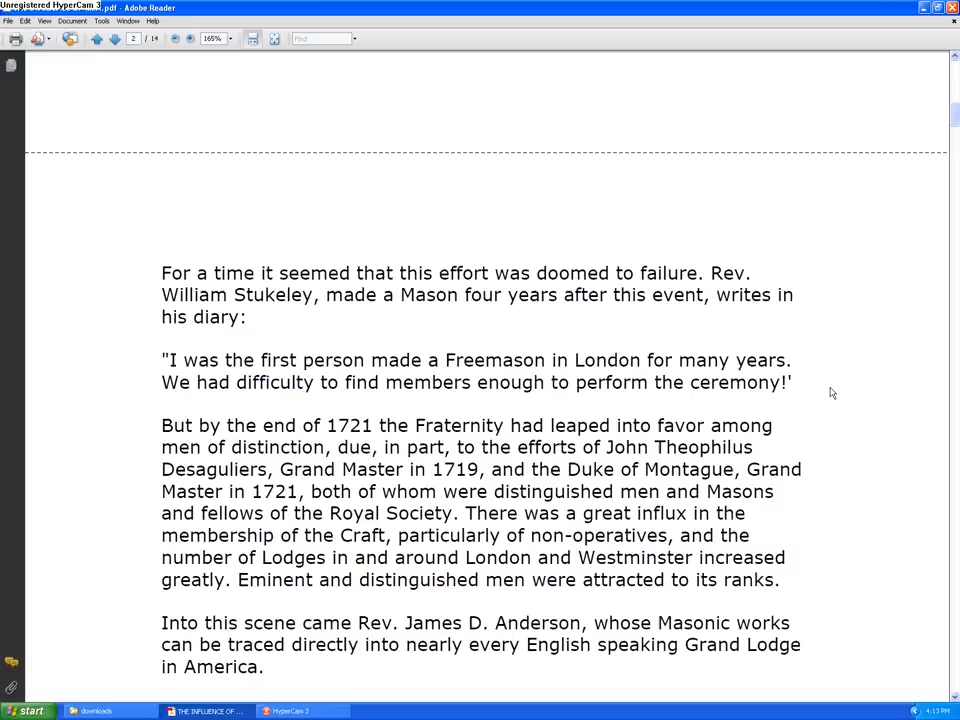 Unregistered HyperCam 3
.pdf - Adobe Reader
File Edit View Document Tools Window Help
2 / 14 165% Find
For a time it seemed that this effort was doomed to failure. Rev.
William Stukeley, made a Mason four years after this event, writes in
his diary:
"I was the first person made a Freemason in London for many years.
We had difficulty to find members enough to perform the ceremony!'
But by the end of 1721 the Fraternity had leaped into favor among
men of distinction, due, in part, to the efforts of John Theophilus
Desaguliers, Grand Master in 1719, and the Duke of Montague, Grand
Master in 1721, both of whom were distinguished men and Masons
and fellows of the Royal Society. There was a great influx in the
membership of the Craft, particularly of non-operatives, and the
number of Lodges in and around London and Westminster increased
greatly. Eminent and distinguished men were attracted to its ranks.
Into this scene came Rev. James D. Anderson, whose Masonic works
can be traced directly into nearly every English speaking Grand Lodge
in America.
start downloads THE INFLUENCE OF ... HyperCam 3 4:13 PM